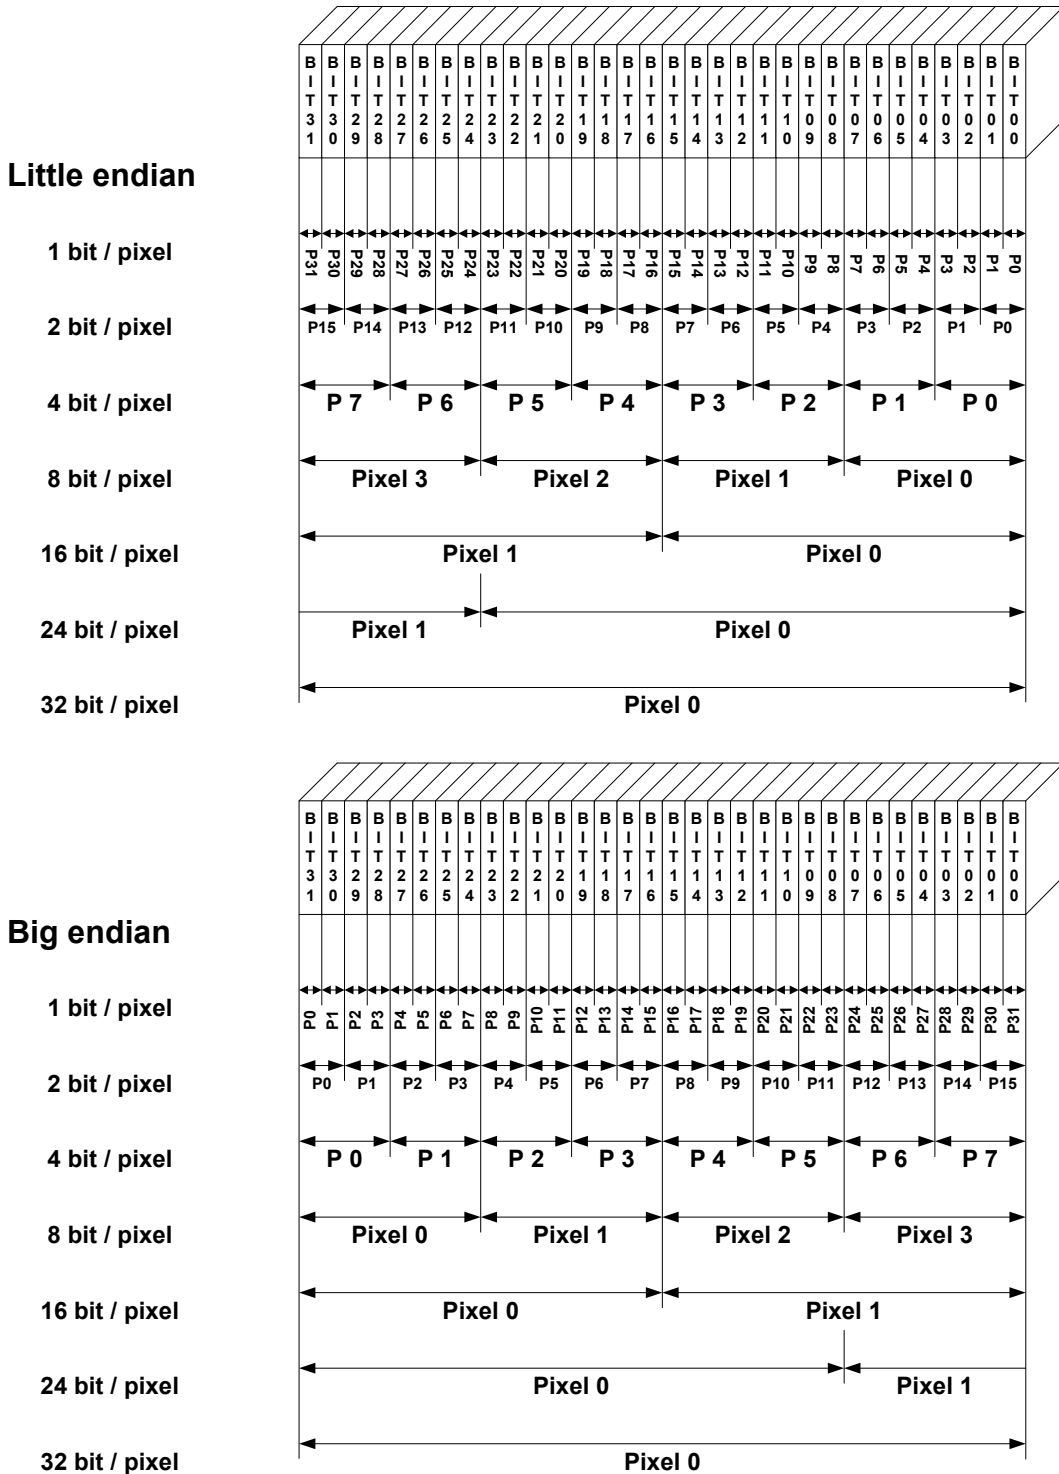 BIT31 BIT30 BIT29 BIT28 BIT27 BIT26 BIT25 BIT24 BIT23 BIT22 BIT21 BIT20 BIT19 BIT18 BIT17 BIT16 BIT15 BIT14 BIT13 BIT12 BIT11 BIT10 BIT09 BIT08 BIT07 BIT06 BIT05 BIT04 BIT03 BIT02 BIT01 BIT00
Little endian
1 bit / pixel P31 P30 P29 P28 P27 P26 P25 P24 P23 P22 P21 P20 P19 P18 P17 P16 P15 P14 P13 P12 P11 P10 P9 P8 P7 P6 P5 P4 P3 P2 P1 P0
2 bit / pixel P15 P14 P13 P12 P11 P10 P9 P8 P7 P6 P5 P4 P3 P2 P1 P0
4 bit / pixel P 7 P 6 P 5 P 4 P 3 P 2 P 1 P 0
8 bit / pixel Pixel 3 Pixel 2 Pixel 1 Pixel 0
16 bit / pixel Pixel 1 Pixel 0
24 bit / pixel Pixel 1 Pixel 0
32 bit / pixel Pixel 0
BIT31 BIT30 BIT29 BIT28 BIT27 BIT26 BIT25 BIT24 BIT23 BIT22 BIT21 BIT20 BIT19 BIT18 BIT17 BIT16 BIT15 BIT14 BIT13 BIT12 BIT11 BIT10 BIT09 BIT08 BIT07 BIT06 BIT05 BIT04 BIT03 BIT02 BIT01 BIT00
Big endian
1 bit / pixel P0 P1 P2 P3 P4 P5 P6 P7 P8 P9 P10 P11 P12 P13 P14 P15 P16 P17 P18 P19 P20 P21 P22 P23 P24 P25 P26 P27 P28 P29 P30 P31
2 bit / pixel P0 P1 P2 P3 P4 P5 P6 P7 P8 P9 P10 P11 P12 P13 P14 P15
4 bit / pixel P 0 P 1 P 2 P 3 P 4 P 5 P 6 P 7
8 bit / pixel Pixel 0 Pixel 1 Pixel 2 Pixel 3
16 bit / pixel Pixel 0 Pixel 1
24 bit / pixel Pixel 0 Pixel 1
32 bit / pixel Pixel 0